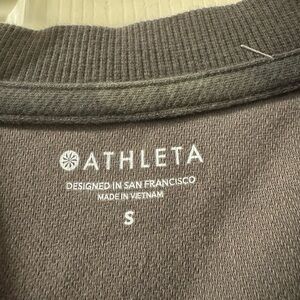 ATHLETA
DESIGNED IN SAN FRANCISCO
MADE IN VIETNAM
S